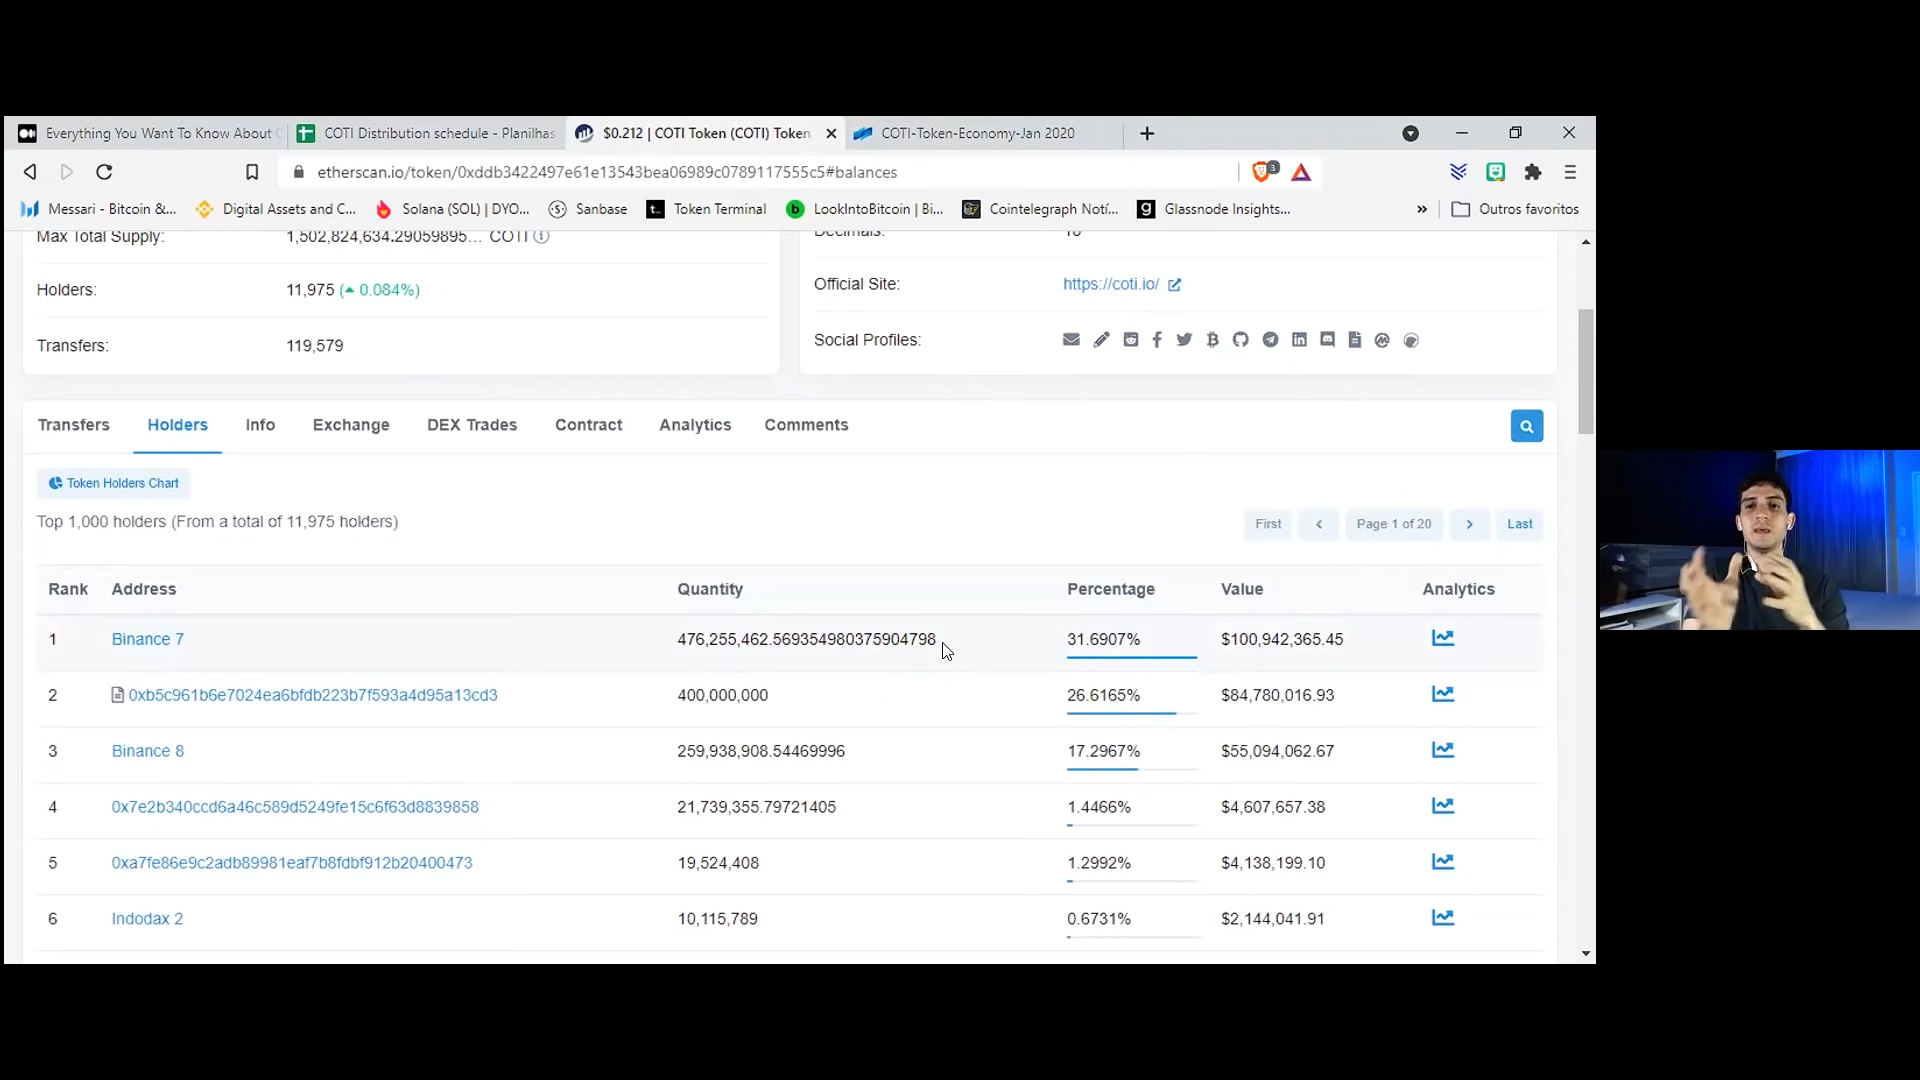 Everything You Want To Know About
COTI Distribution schedule - Planilhas
$0.212 | COTI Token (COTI) Token
COTI-Token-Economy-Jan 2020
etherscan.io/token/0xddb3422497e61e13543bea06989c0789117555c5#balances
3
Messari - Bitcoin &...
Digital Assets and C...
Solana (SOL) | DYO...
Sanbase
Token Terminal
LookIntoBitcoin | Bi...
Cointelegraph Notí...
Glassnode Insights...
»
Outros favoritos
Max Total Supply:
1,502,824,634.29059895... COTI
Decimals:
18
Holders:
11,975 (0.084%)
Official Site:
https://coti.io/
Transfers:
119,579
Social Profiles:
Transfers
Holders
Info
Exchange
DEX Trades
Contract
Analytics
Comments
Token Holders Chart
Top 1,000 holders (From a total of 11,975 holders)
First
Page 1 of 20
Last
Rank Address Quantity Percentage Value Analytics
1 Binance 7 476,255,462.569354980375904798 31.6907% $100,942,365.45
2 0xb5c961b6e7024ea6bfdb223b7f593a4d95a13cd3 400,000,000 26.6165% $84,780,016.93
3 Binance 8 259,938,908.54469996 17.2967% $55,094,062.67
4 0x7e2b340ccd6a46c589d5249fe15c6f63d8839858 21,739,355.79721405 1.4466% $4,607,657.38
5 0xa7fe86e9c2adb89981eaf7b8fdbf912b20400473 19,524,408 1.2992% $4,138,199.10
6 Indodax 2 10,115,789 0.6731% $2,144,041.91